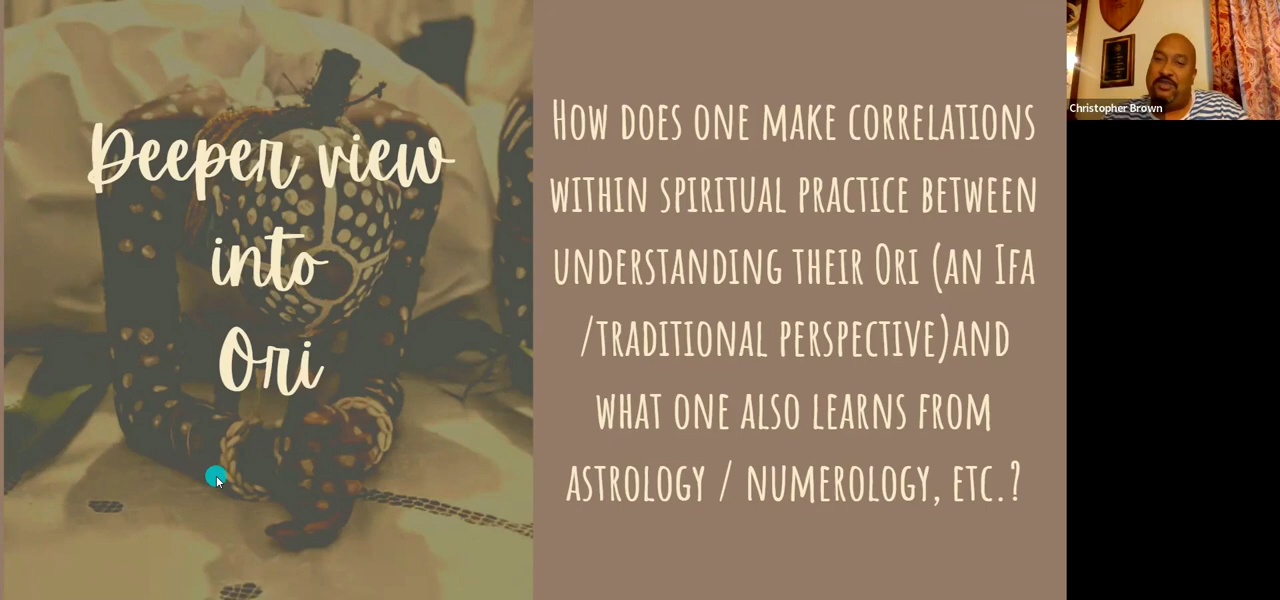 Deeper view
into
Ori
How does one make correlations
within spiritual practice between
understanding their Ori (an Ifa
/traditional perspective)and
what one also learns from
astrology / numerology, etc.?
Christopher Brown